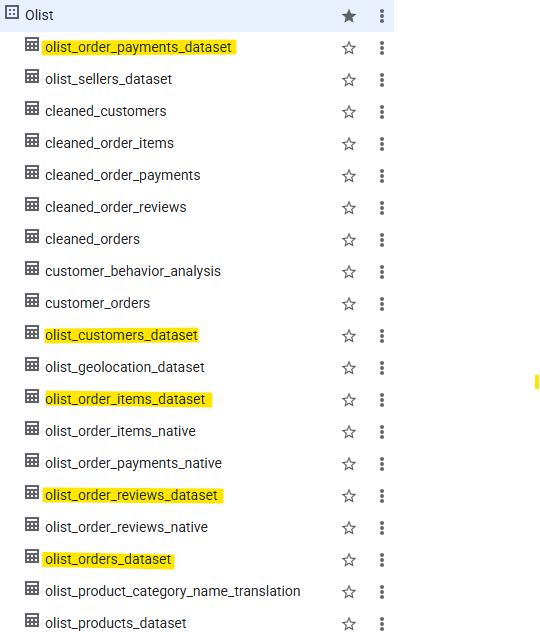 Olist
olist_order_payments_dataset
olist_sellers_dataset
cleaned_customers
cleaned_order_items
cleaned_order_payments
cleaned_order_reviews
cleaned_orders
customer_behavior_analysis
customer_orders
olist_customers_dataset
olist_geolocation_dataset
olist_order_items_dataset
olist_order_items_native
olist_order_payments_native
olist_order_reviews_dataset
olist_order_reviews_native
olist_orders_dataset
olist_product_category_name_translation
olist_products_dataset